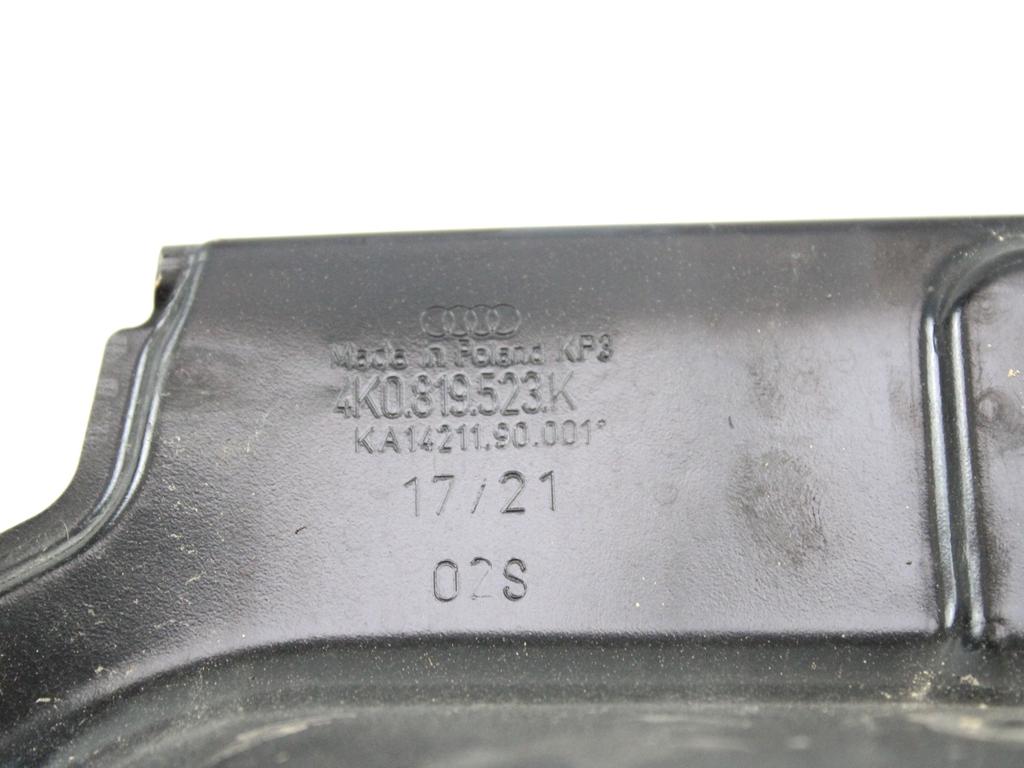 Made in Poland KP3
4K0.819.523.K
KA14211.90.001*
17/21
02S